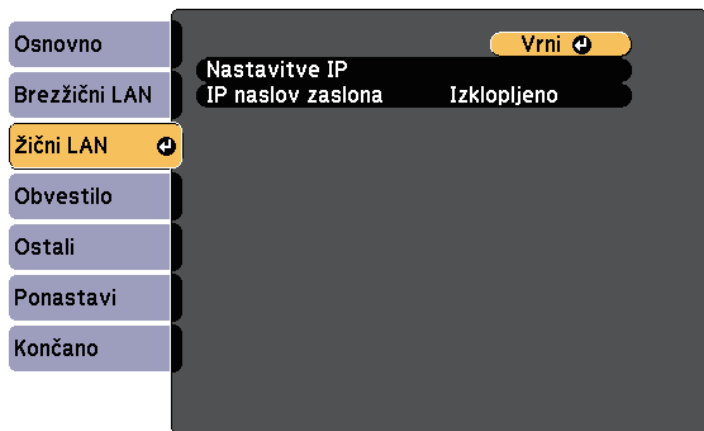 Osnovno
Brezžični LAN
Žični LAN
Obvestilo
Ostali
Ponastavi
Končano
Vrni
Nastavitve IP
IP naslov zaslona Izklopljeno